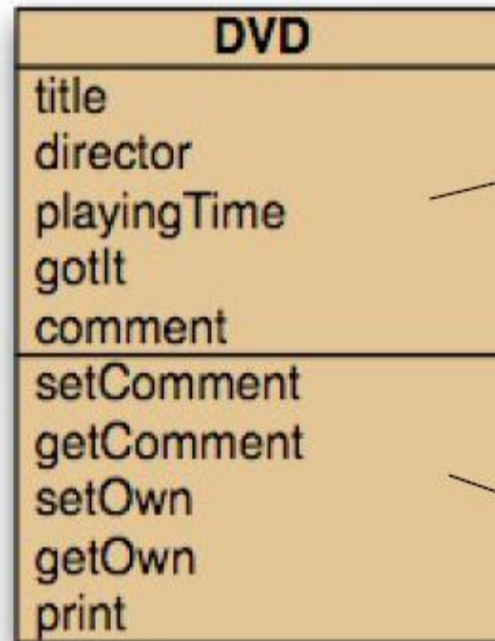 DVD
title
director
playingTime
gotIt
comment
setComment
getComment
setOwn
getOwn
print